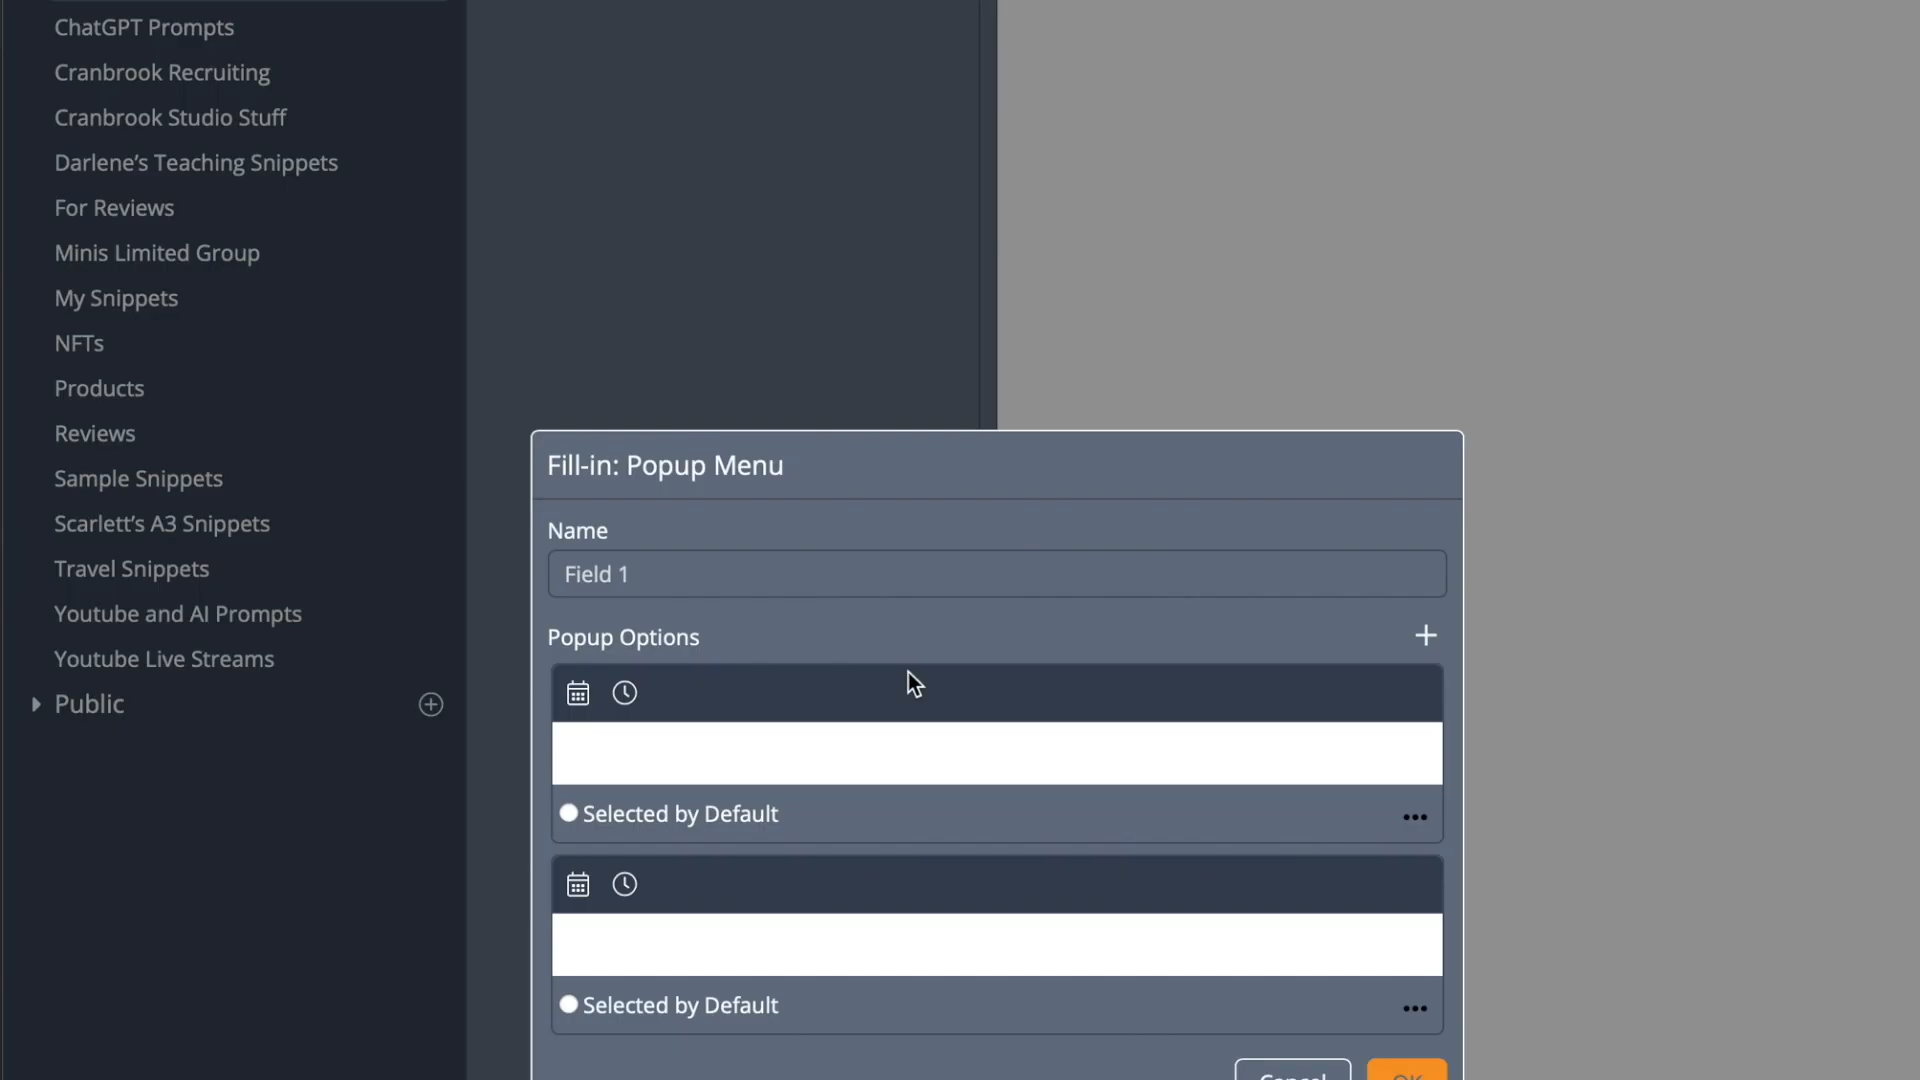 ChatGPT Prompts
Cranbrook Recruiting
Cranbrook Studio Stuff
Darlene’s Teaching Snippets
For Reviews
Minis Limited Group
My Snippets
NFTs
Products
Reviews
Sample Snippets
Scarlett’s A3 Snippets
Travel Snippets
Youtube and AI Prompts
Youtube Live Streams
Public
Fill-in: Popup Menu
Name
Field 1
Popup Options
Selected by Default
Selected by Default
Cancel
OK